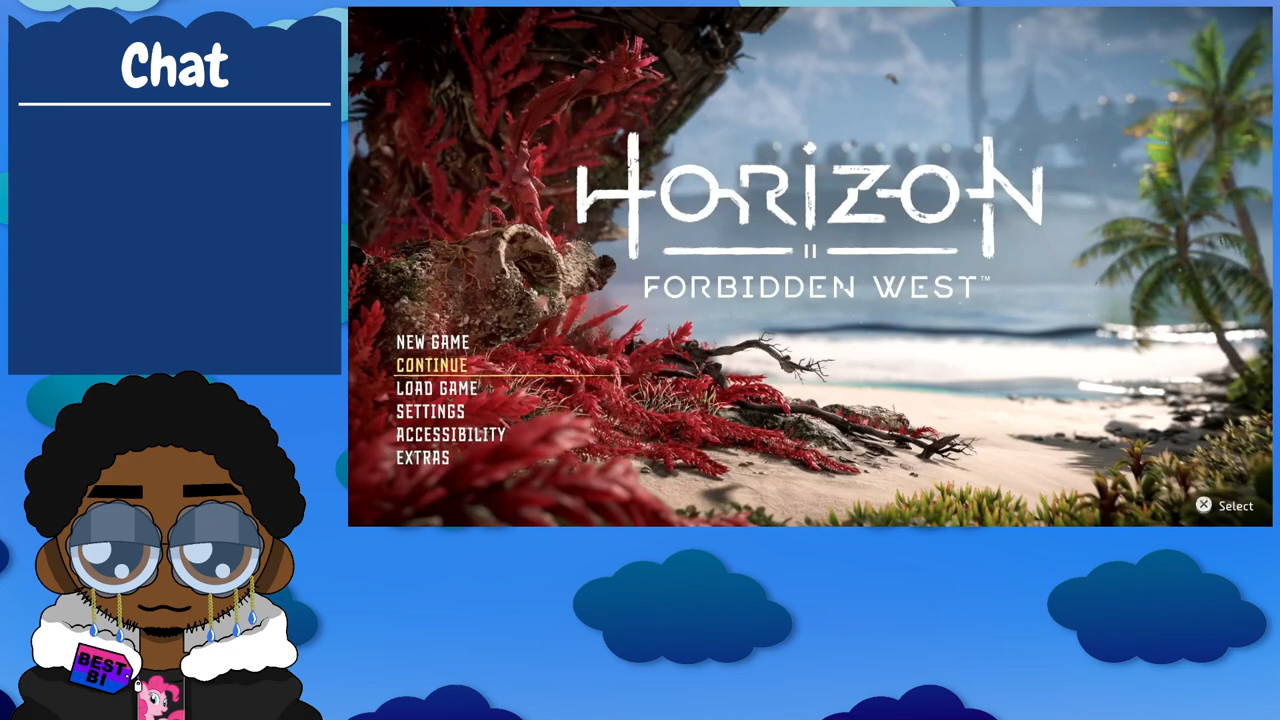 Chat
HORIZON
II
FORBIDDEN WEST™
NEW GAME
CONTINUE
LOAD GAME
SETTINGS
ACCESSIBILITY
EXTRAS
Select
BEST
BI